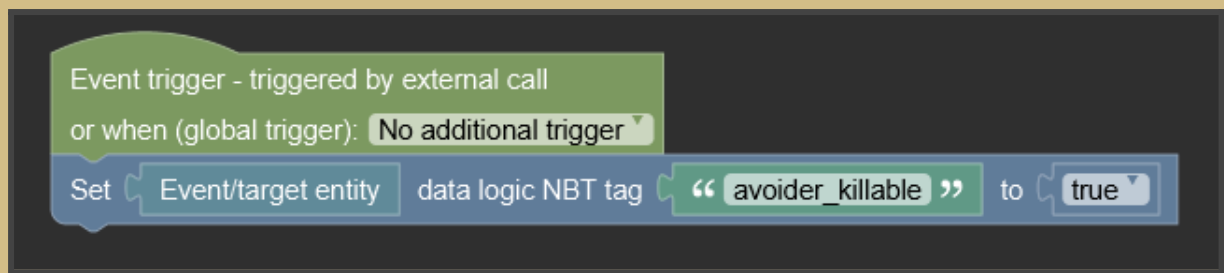 Event trigger - triggered by external call
or when (global trigger): No additional trigger
Set Event/target entity data logic NBT tag “ avoider_killable ” to true